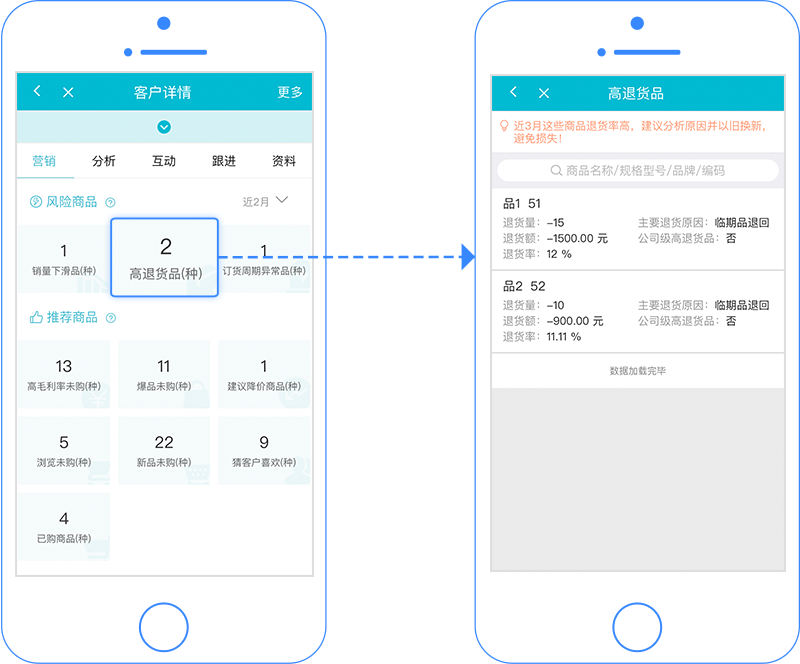 客户详情
更多
营销
分析
互动
跟进
资料
风险商品
近2月
1
销量下滑品(种)
2
高退货品(种)
1
订货周期异常品(种)
推荐商品
13
高毛利率未购(种)
11
爆品未购(种)
1
建议降价商品(种)
5
浏览未购(种)
22
新品未购(种)
9
猜客户喜欢(种)
4
已购商品(种)
高退货品
近3月这些商品退货率高，建议分析原因并以旧换新，
避免损失！
商品名称/规格型号/品牌/编码
品1 51
退货量：-15 主要退货原因：临期品退回
退货额：-1500.00 元 公司级高退货品：否
退货率：12 %
品2 52
退货量：-10 主要退货原因：临期品退回
退货额：-900.00 元 公司级高退货品：否
退货率：11.11 %
数据加载完毕